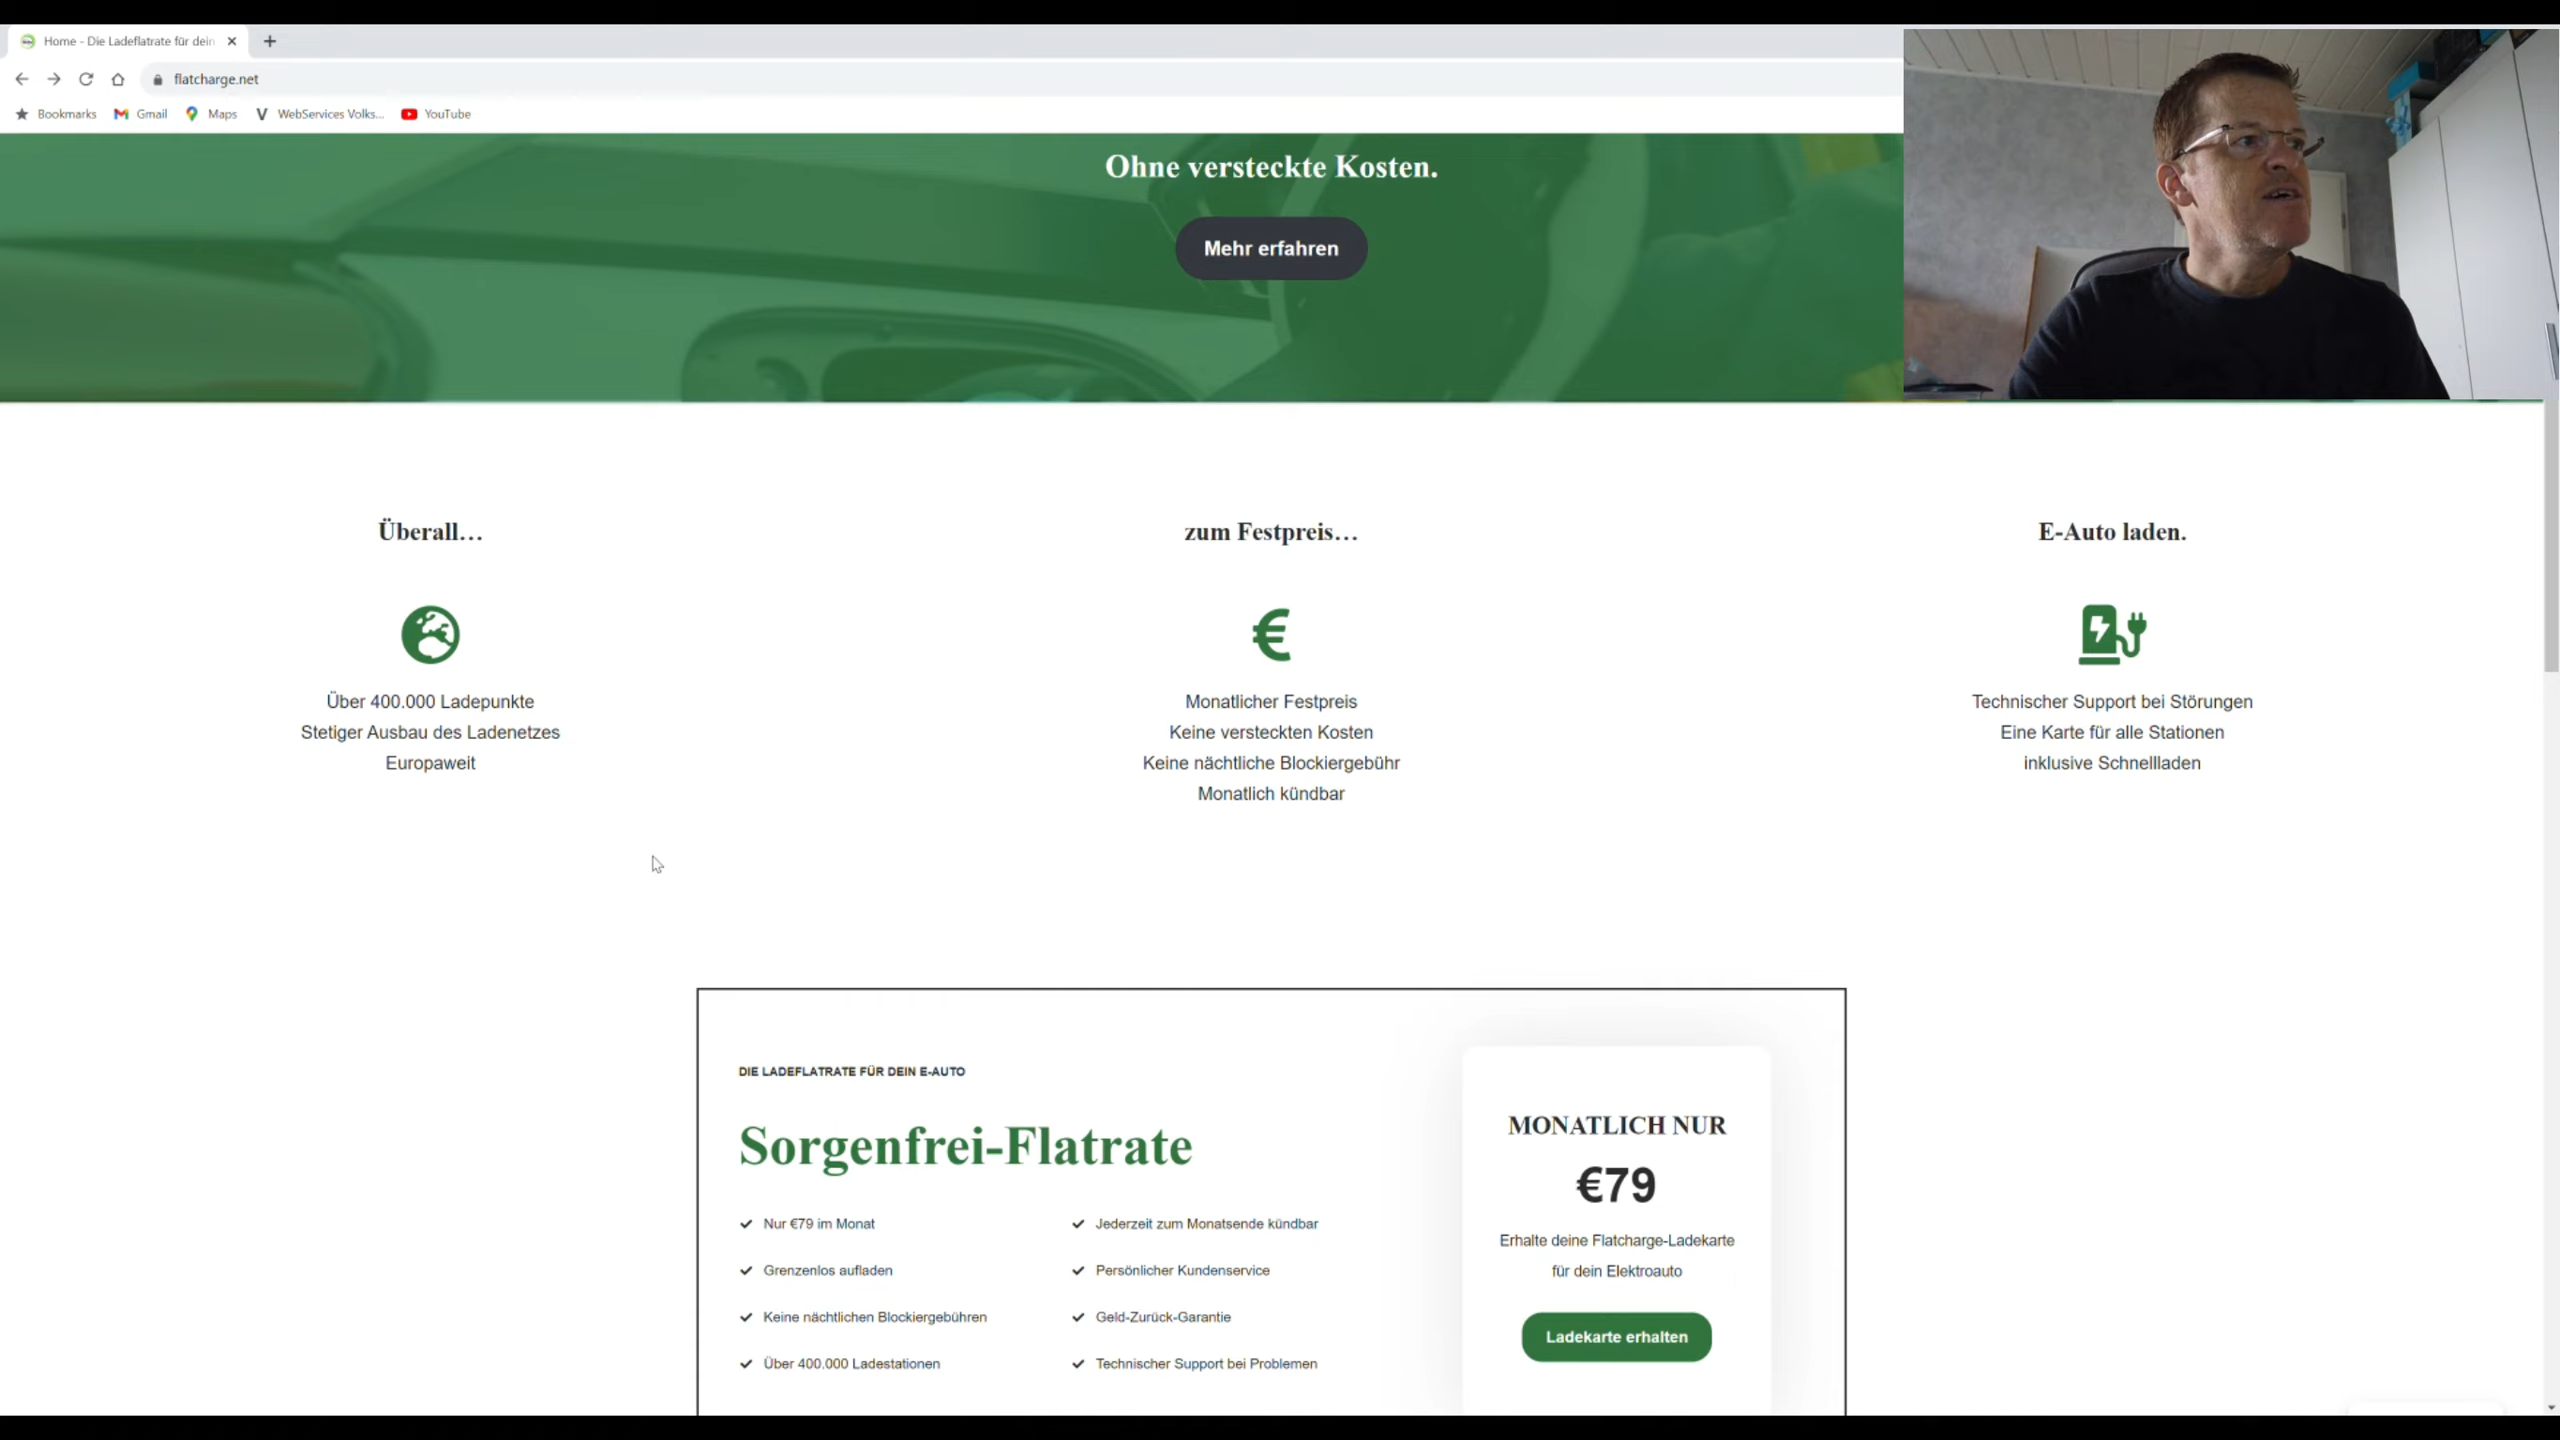 Home - Die Ladeflatrate für dein
flatcharge.net
Bookmarks Gmail Maps WebServices Volks... YouTube
Ohne versteckte Kosten.
Mehr erfahren
Überall…
Über 400.000 Ladepunkte
Stetiger Ausbau des Ladenetzes
Europaweit
zum Festpreis…
€
Monatlicher Festpreis
Keine versteckten Kosten
Keine nächtliche Blockiergebühr
Monatlich kündbar
E-Auto laden.
Technischer Support bei Störungen
Eine Karte für alle Stationen
inklusive Schnellladen
DIE LADEFLATRATE FÜR DEIN E-AUTO
Sorgenfrei-Flatrate
Nur €79 im Monat
Grenzenlos aufladen
Keine nächtlichen Blockiergebühren
Über 400.000 Ladestationen
Jederzeit zum Monatsende kündbar
Persönlicher Kundenservice
Geld-Zurück-Garantie
Technischer Support bei Problemen
MONATLICH NUR
€79
Erhalte deine Flatcharge-Ladekarte
für dein Elektroauto
Ladekarte erhalten